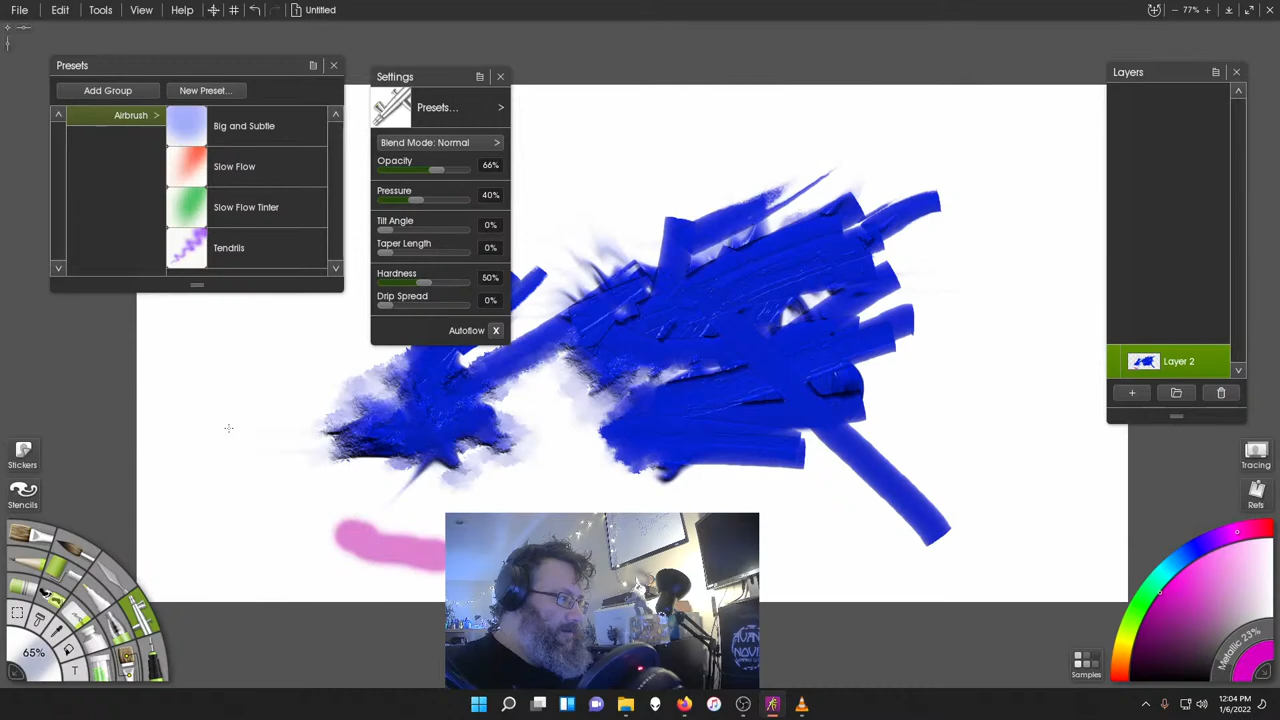 File Edit Tools View Help Untitled 77%
Presets
Add Group New Preset...
Airbrush >
Big and Subtle
Slow Flow
Slow Flow Tinter
Tendrils
Settings
Presets... >
Blend Mode: Normal >
Opacity 66%
Pressure 40%
Tilt Angle 0%
Taper Length 0%
Hardness 50%
Drip Spread 0%
Autoflow X
Layers
Layer 2
Stickers
Stencils
65%
T
Tracing
Refs
Metallic 23%
Samples
12:04 PM
1/6/2022